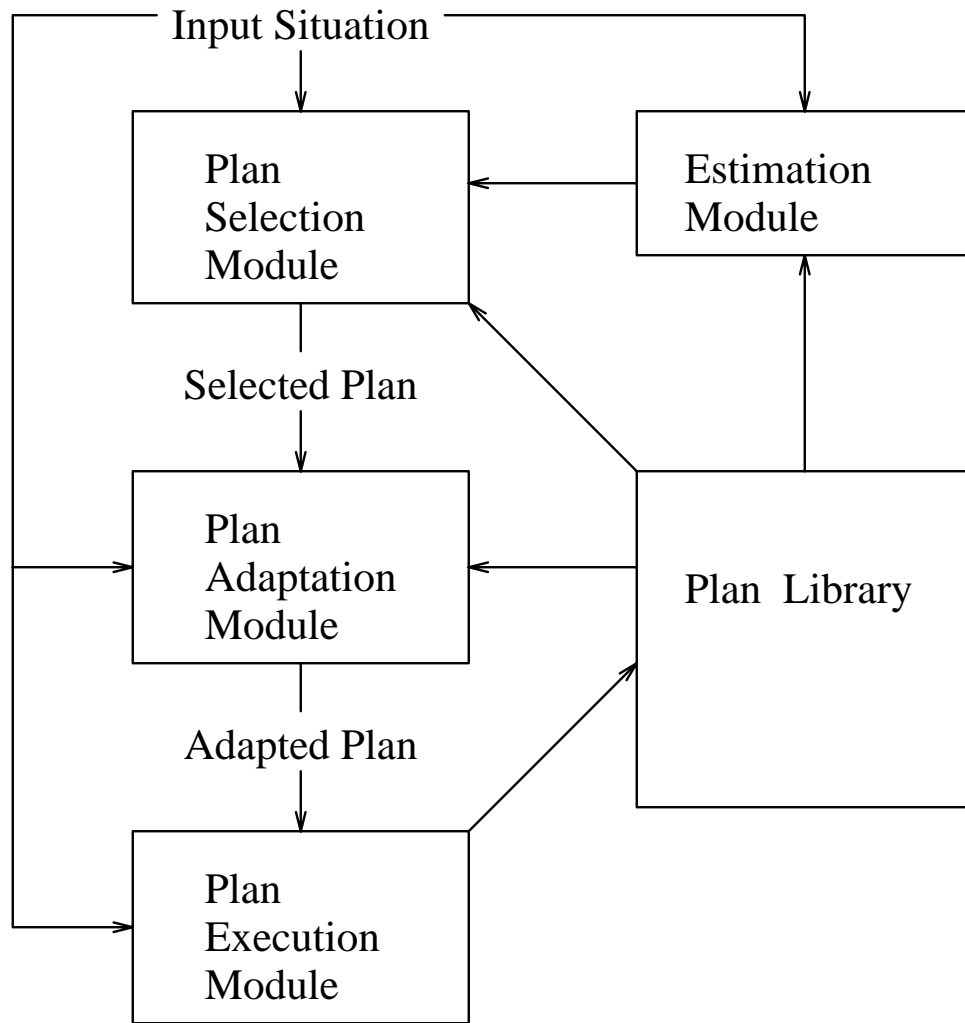 Input Situation
Plan
Selection
Module
Estimation
Module
Selected Plan
Plan
Adaptation
Module
Plan Library
Adapted Plan
Plan
Execution
Module